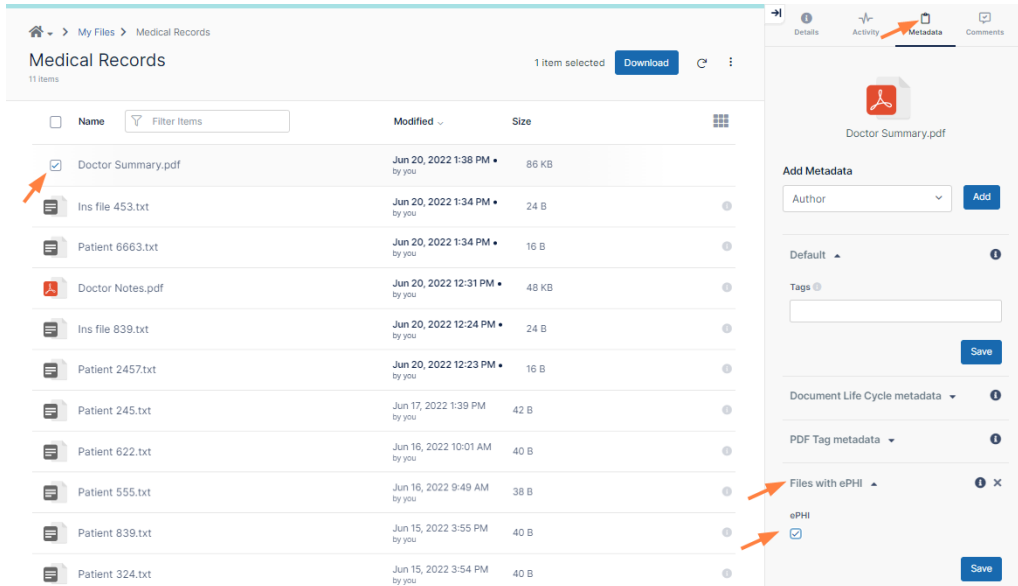 My Files > Medical Records
Medical Records
11 items
1 item selected
Download
Name
Filter Items
Modified
Size
Doctor Summary.pdf
Jun 20, 2022 1:38 PM •
by you
86 KB
Ins file 453.txt
Jun 20, 2022 1:34 PM •
by you
24 B
Patient 6663.txt
Jun 20, 2022 1:34 PM •
by you
16 B
Doctor Notes.pdf
Jun 20, 2022 12:31 PM •
by you
48 KB
Ins file 839.txt
Jun 20, 2022 12:24 PM •
by you
24 B
Patient 2457.txt
Jun 20, 2022 12:23 PM •
by you
16 B
Patient 245.txt
Jun 17, 2022 1:39 PM
by you
42 B
Patient 622.txt
Jun 16, 2022 10:01 AM
by you
40 B
Patient 555.txt
Jun 16, 2022 9:49 AM
by you
38 B
Patient 839.txt
Jun 15, 2022 3:55 PM
by you
40 B
Patient 324.txt
Jun 15, 2022 3:54 PM
by you
40 B
Details
Activity
Metadata
Comments
Doctor Summary.pdf
Add Metadata
Author
Add
Default
Tags
Save
Document Life Cycle metadata
PDF Tag metadata
Files with ePHI
ePHI
Save